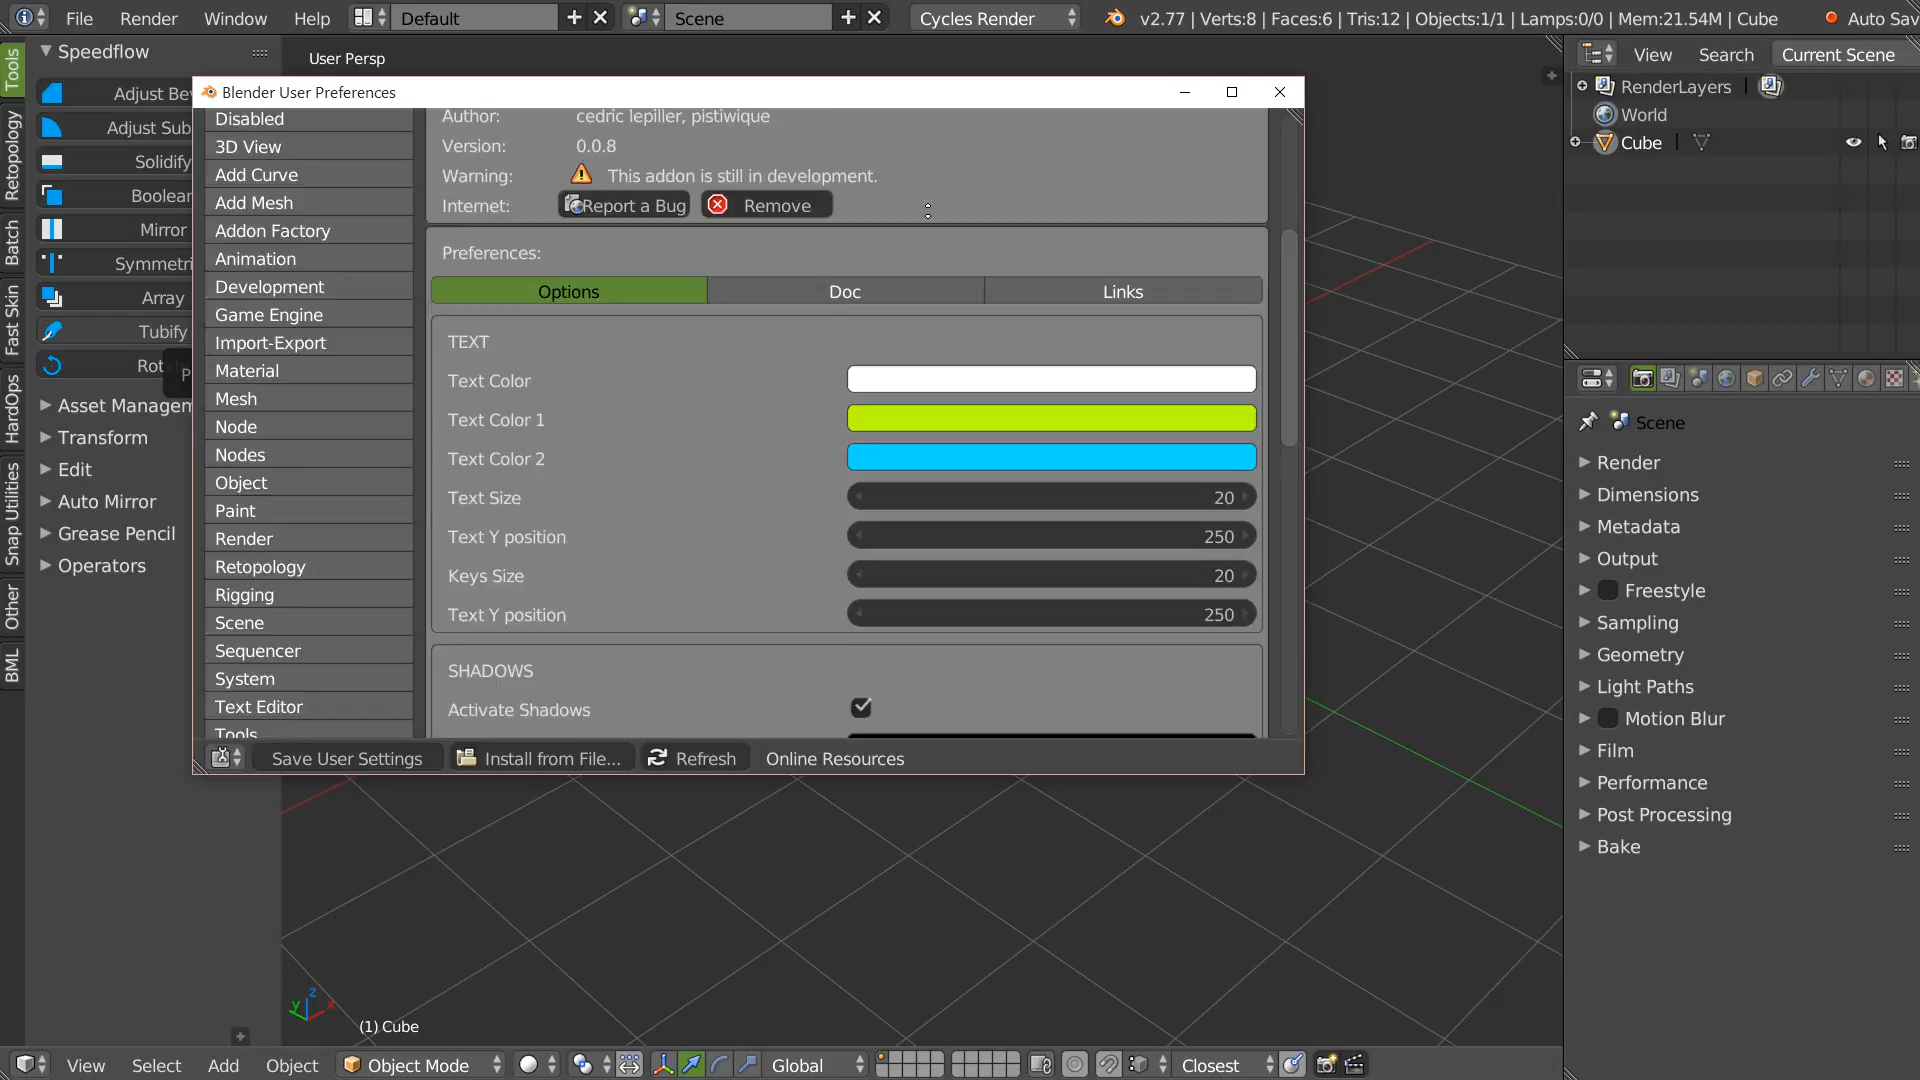 File Render Window Help Default Scene Cycles Render v2.77 | Verts:8 | Faces:6 | Tris:12 | Objects:1/1 | Lamps:0/0 | Mem:21.54M | Cube Auto Sav
Speedflow
User Persp
View Search Current Scene
Tools
Retopology
Batch
Fast Skin
HardOps
Snap Utilities
Other
BML
Adjust Be
Adjust Sub
Solidify
Boolean
Mirror
Symmetri
Array
Tubify
Rot
P
Asset Managem
Transform
Edit
Auto Mirror
Grease Pencil
Operators
Blender User Preferences
Disabled
3D View
Add Curve
Add Mesh
Addon Factory
Animation
Development
Game Engine
Import-Export
Material
Mesh
Node
Nodes
Object
Paint
Render
Retopology
Rigging
Scene
Sequencer
System
Text Editor
Tools
Author: cedric lepiller, pistiwique
Version: 0.0.8
Warning: This addon is still in development.
Internet: Report a Bug Remove
Preferences:
Options Doc Links
TEXT
Text Color
Text Color 1
Text Color 2
Text Size 20
Text Y position 250
Keys Size 20
Text Y position 250
SHADOWS
Activate Shadows
Save User Settings Install from File... Refresh Online Resources
RenderLayers
World
Cube
Scene
Render
Dimensions
Metadata
Output
Freestyle
Sampling
Geometry
Light Paths
Motion Blur
Film
Performance
Post Processing
Bake
z
y x
(1) Cube
View Select Add Object Object Mode Global Closest